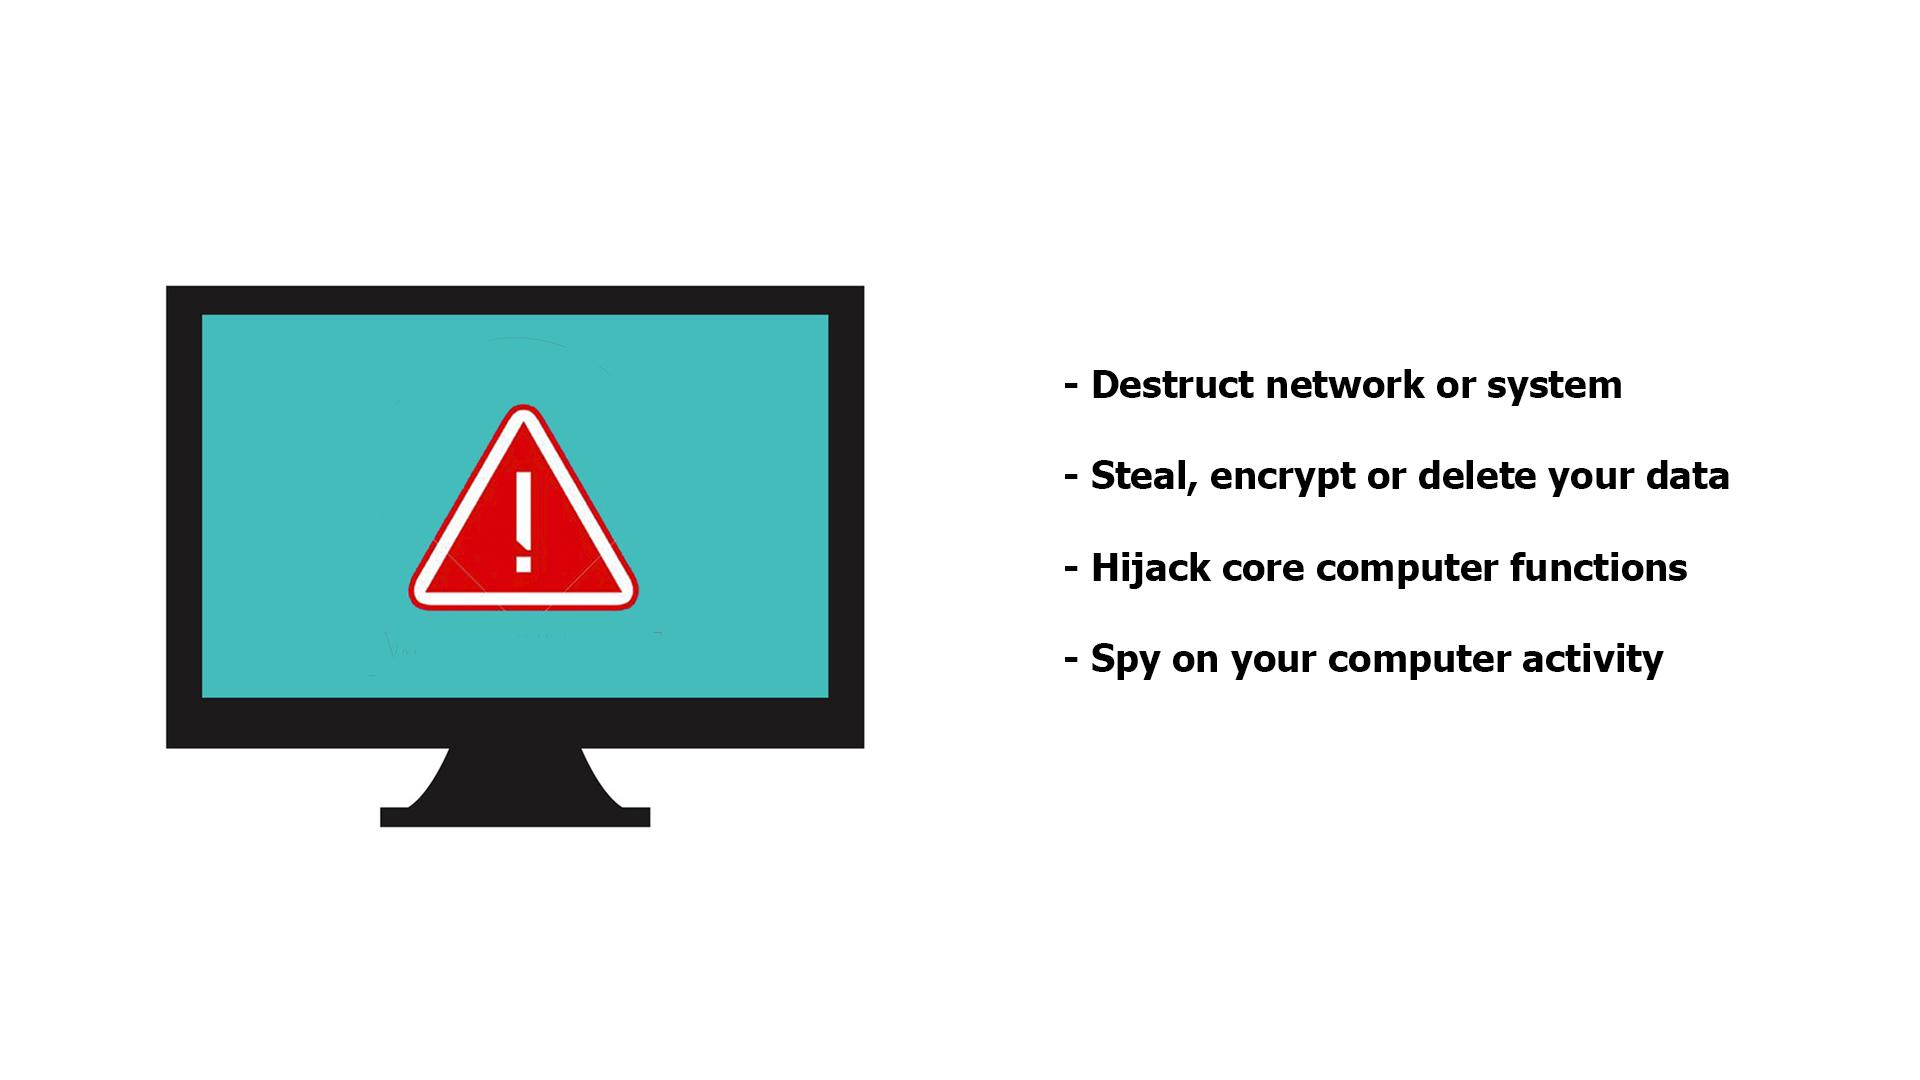 - Destruct network or system
- Steal, encrypt or delete your data
- Hijack core computer functions
- Spy on your computer activity